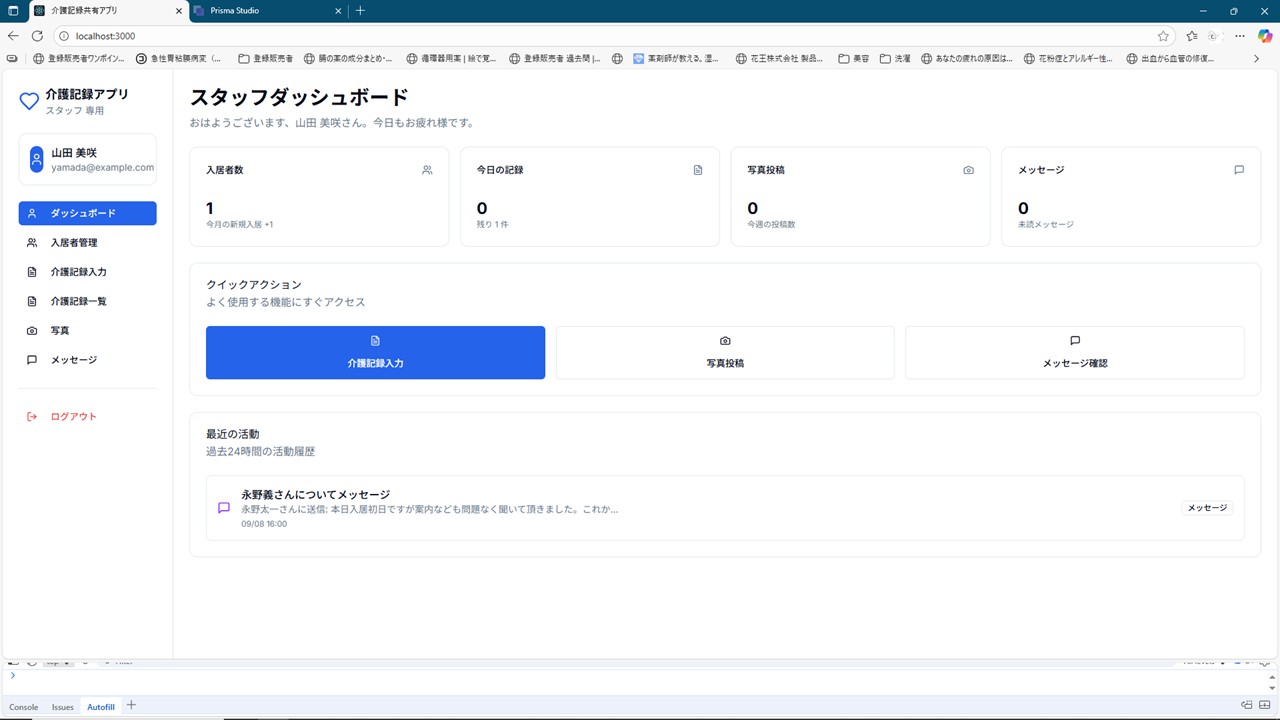 介護記録共有アプリ
Prisma Studio
localhost:3000
登録販売者ワンポイン...
急性胃粘膜病変 (...
登録販売者
腸の薬の成分まとめ-...
循環器用薬 | 絵で覚...
登録販売者 過去問 |...
薬剤師が教える。湿...
花王株式会社 製品...
美容
洗濯
あなたの疲れの原因は...
花粉症とアレルギー性...
出血から血管の修復...
介護記録アプリ
スタッフ 専用
山田 美咲
yamada@example.com
ダッシュボード
入居者管理
介護記録入力
介護記録一覧
写真
メッセージ
ログアウト
スタッフダッシュボード
おはようございます、山田 美咲さん。今日もお疲れ様です。
入居者数
1
今月の新規入居 +1
今日の記録
0
残り 1 件
写真投稿
0
今週の投稿数
メッセージ
0
未読メッセージ
クイックアクション
よく使用する機能にすぐアクセス
介護記録入力
写真投稿
メッセージ確認
最近の活動
過去24時間の活動履歴
永野義さんについてメッセージ
永野太一さんに送信: 本日入居初日ですが案内なども問題なく聞いて頂きました。これか...
09/08 16:00
メッセージ
Console
Issues
Autofill